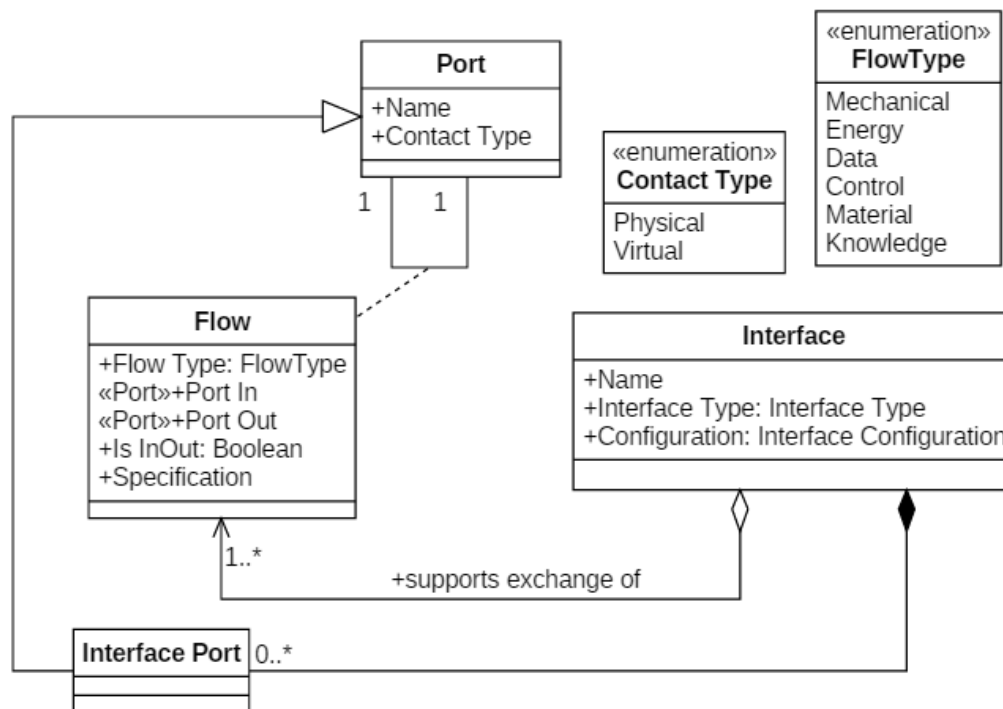 Port
+Name
+Contact Type
1
1
«enumeration»
Contact Type
Physical
Virtual
«enumeration»
FlowType
Mechanical
Energy
Data
Control
Material
Knowledge
Flow
+Flow Type: FlowType
«Port»+Port In
«Port»+Port Out
+Is InOut: Boolean
+Specification
Interface
+Name
+Interface Type: Interface Type
+Configuration: Interface Configuration
1..*
+supports exchange of
Interface Port
0..*